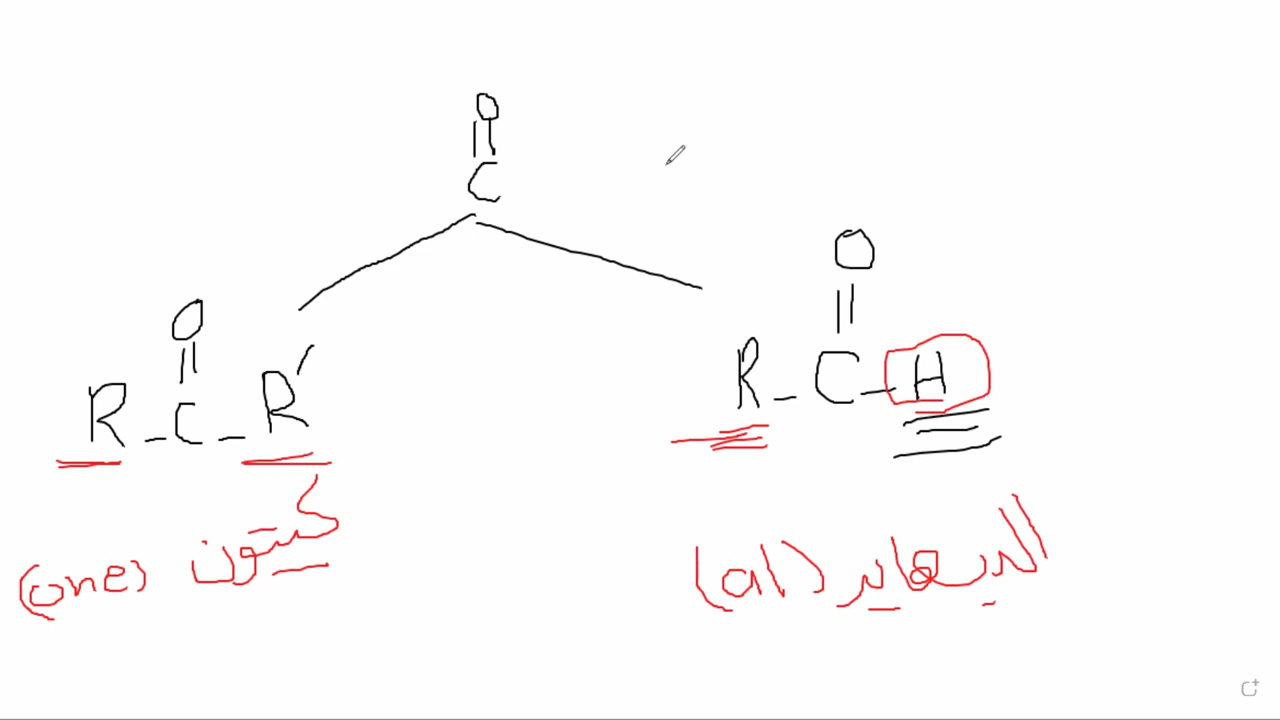 O
C
O
R - C - R'
O
R - C - H
كيتون (one)
الديهايد (al)